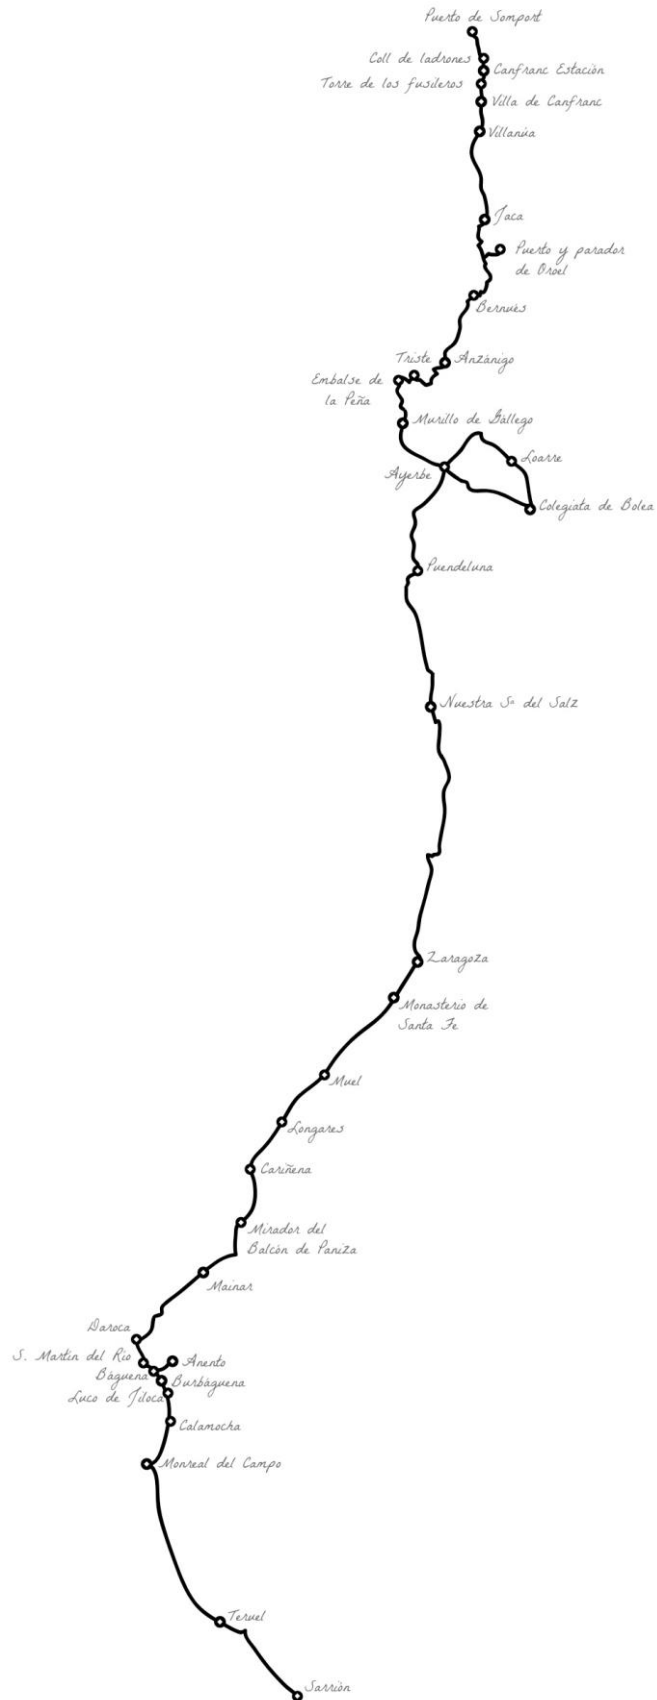 Puerto de Somport
Coll de ladrones
Canfranc Estación
Torre de los fusileros
Villa de Canfranc
Villanúa
Jaca
Puerto y parador
de Oroel
Bernués
Triste
Anzánigo
Embalse de
la Peña
Murillo de Gállego
Ayerbe
Loarre
Colegiata de Bolea
Puendeluna
Nuestra Sª del Salz
Zaragoza
Monasterio de
Santa Fe
Muel
Longares
Cariñena
Mirador del
Balcón de Paniza
Mainar
Daroca
S. Martín del Río
Anento
Báguena
Burbáguena
Luco de Jiloca
Calamocha
Monreal del Campo
Teruel
Sarrión